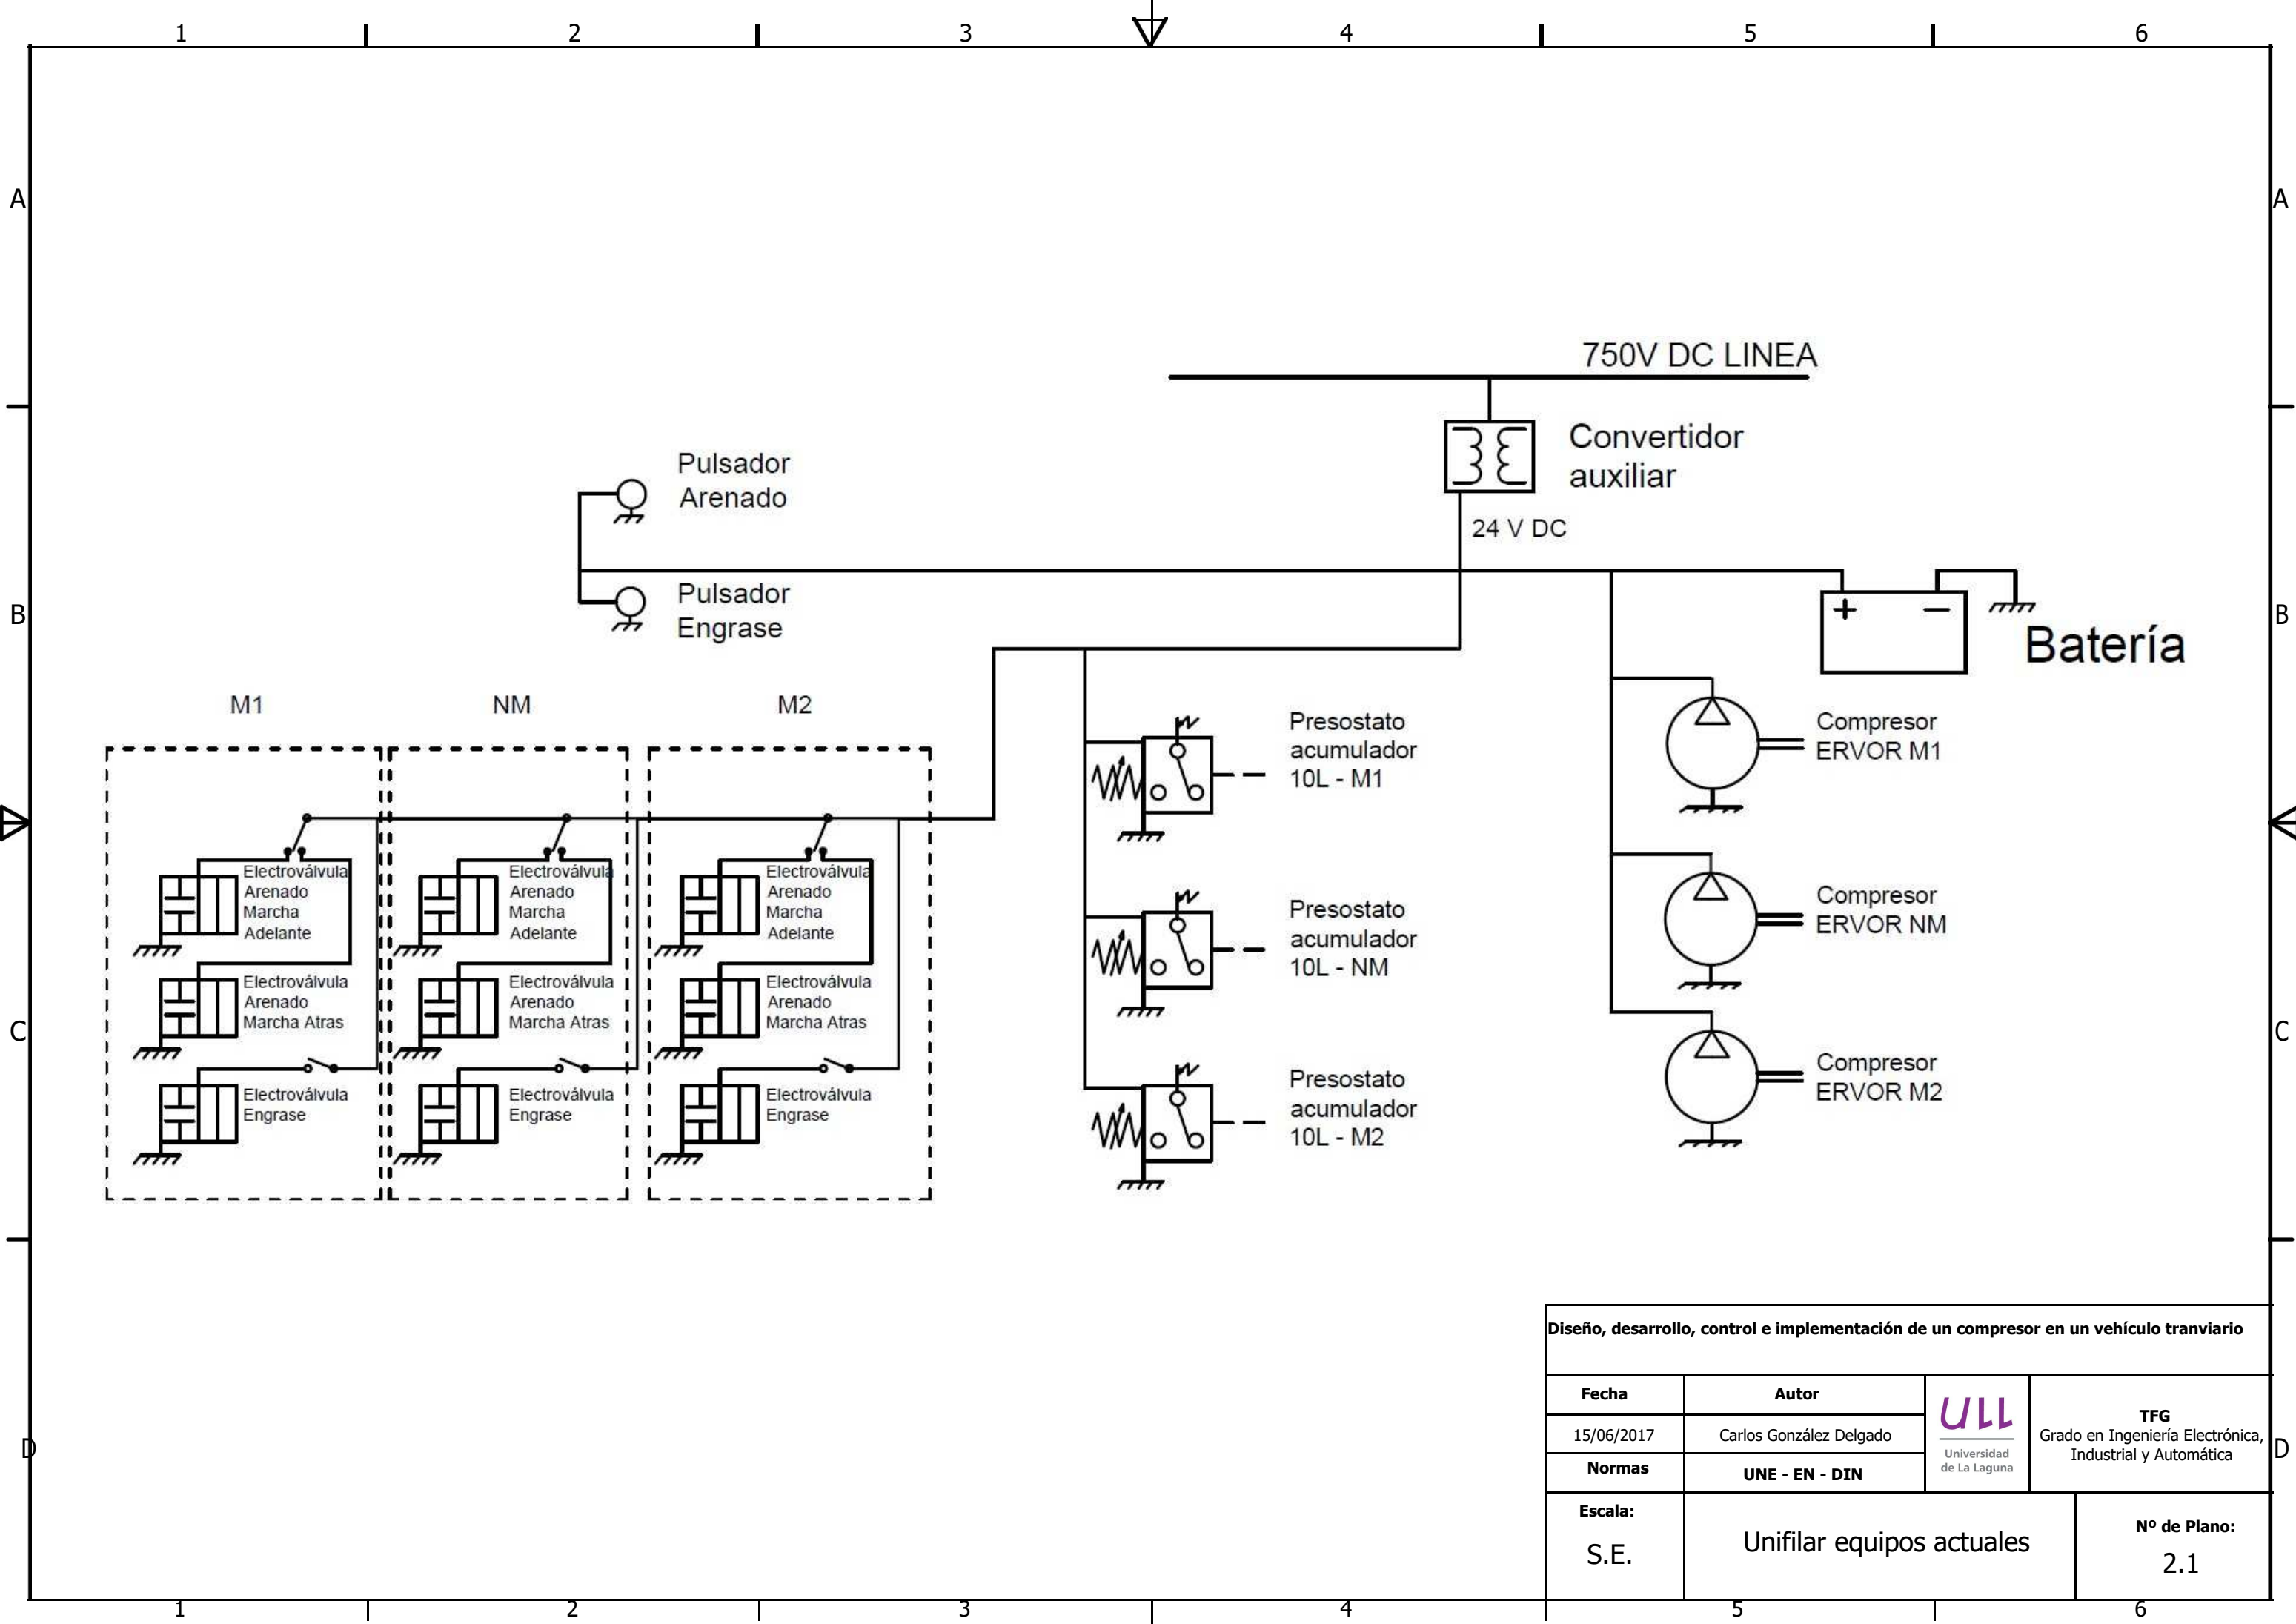 1 2 3 4 5 6
A A
750V DC LINEA
Convertidor
auxiliar
24 V DC
Pulsador
Arenado
Pulsador
Engrase
B B
+ −
Batería
M1 NM M2
Electroválvula
Arenado
Marcha
Adelante
Electroválvula
Arenado
Marcha Atras
Electroválvula
Engrase
Electroválvula
Arenado
Marcha
Adelante
Electroválvula
Arenado
Marcha Atras
Electroválvula
Engrase
Electroválvula
Arenado
Marcha
Adelante
Electroválvula
Arenado
Marcha Atras
Electroválvula
Engrase
Presostato
acumulador
10L - M1
Presostato
acumulador
10L - NM
Presostato
acumulador
10L - M2
Compresor
ERVOR M1
Compresor
ERVOR NM
Compresor
ERVOR M2
C C
Diseño, desarrollo, control e implementación de un compresor en un vehículo tranviario
Fecha
Autor
15/06/2017
Carlos González Delgado
Normas
UNE - EN - DIN
ULL
Universidad
de La Laguna
TFG
Grado en Ingeniería Electrónica,
Industrial y Automática
Escala:
S.E.
Unifilar equipos actuales
Nº de Plano:
2.1
D D
1 2 3 4 5 6